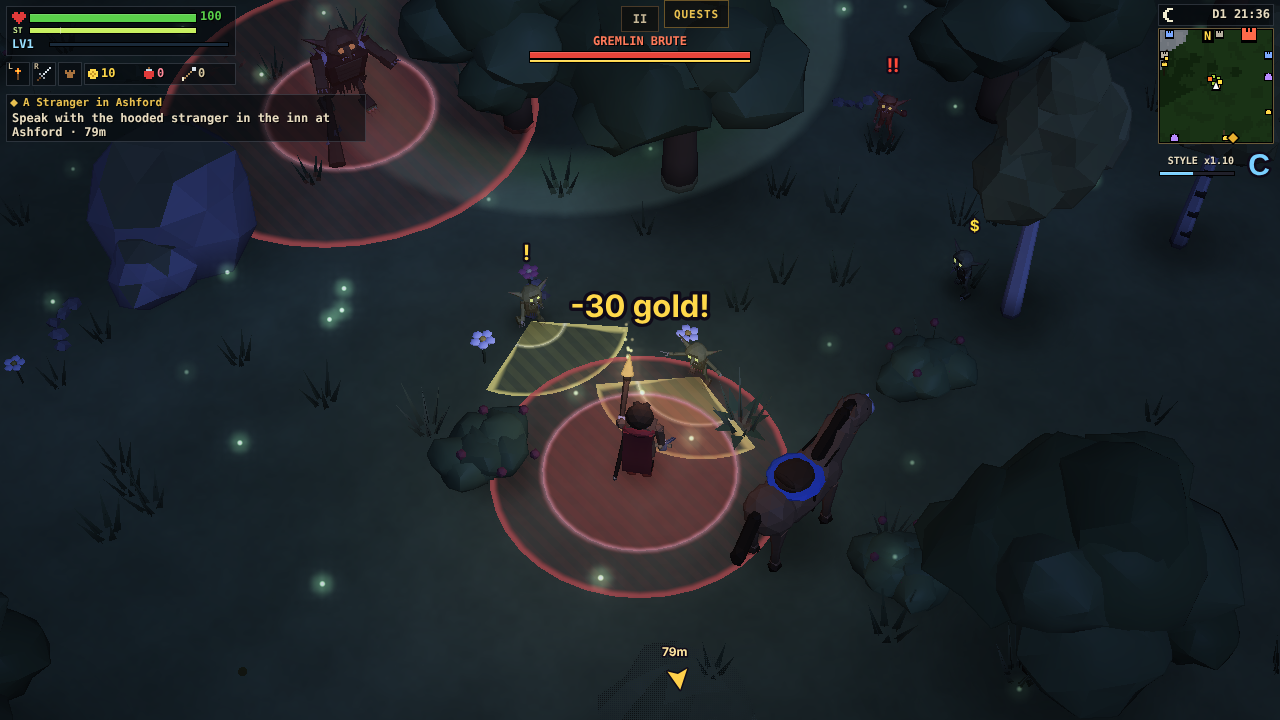 100
ST
LV1
L
R
10
0
0
◆ A Stranger in Ashford
Speak with the hooded stranger in the inn at
Ashford · 79m
II
QUESTS
GREMLIN BRUTE
D1 21:36
N
STYLE x1.10
C
!!
$
!
-30 gold!
79m